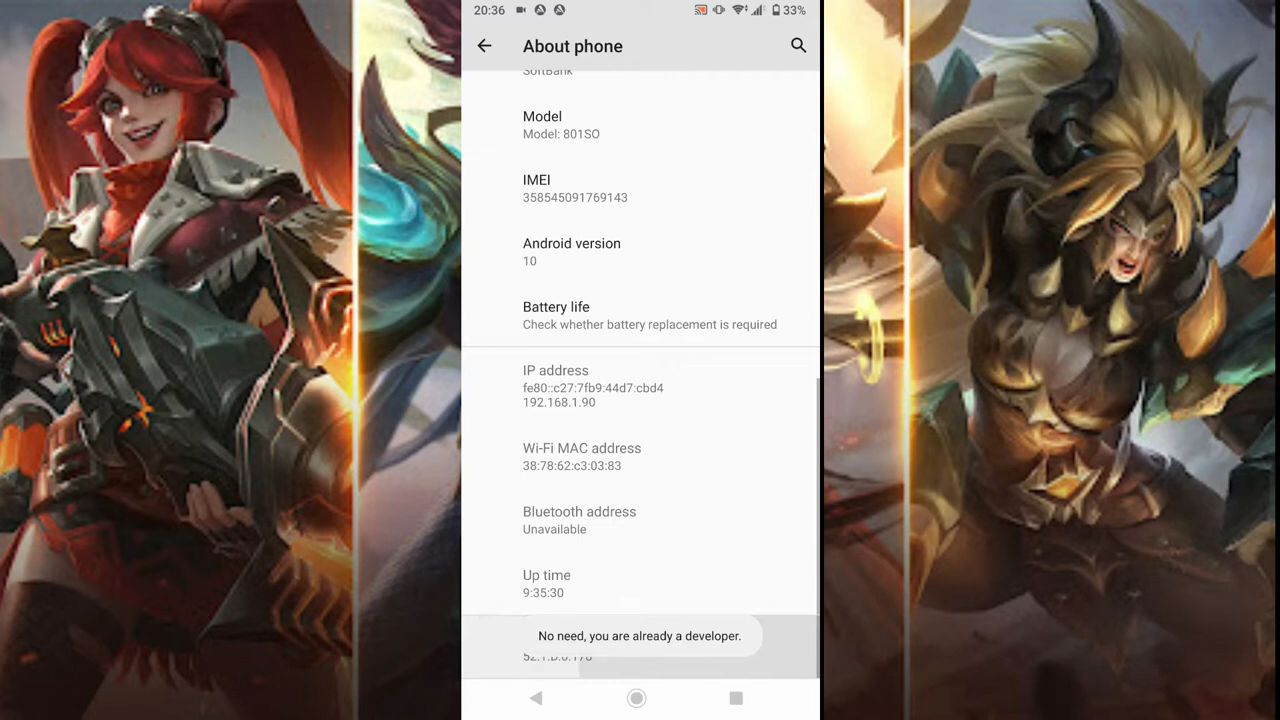 20:36
33%
About phone
SoftBank
Model
Model: 801SO
IMEI
358545091769143
Android version
10
Battery life
Check whether battery replacement is required
IP address
fe80::c27:7fb9:44d7:cbd4
192.168.1.90
Wi-Fi MAC address
38:78:62:c3:03:83
Bluetooth address
Unavailable
Up time
9:35:30
No need, you are already a developer.